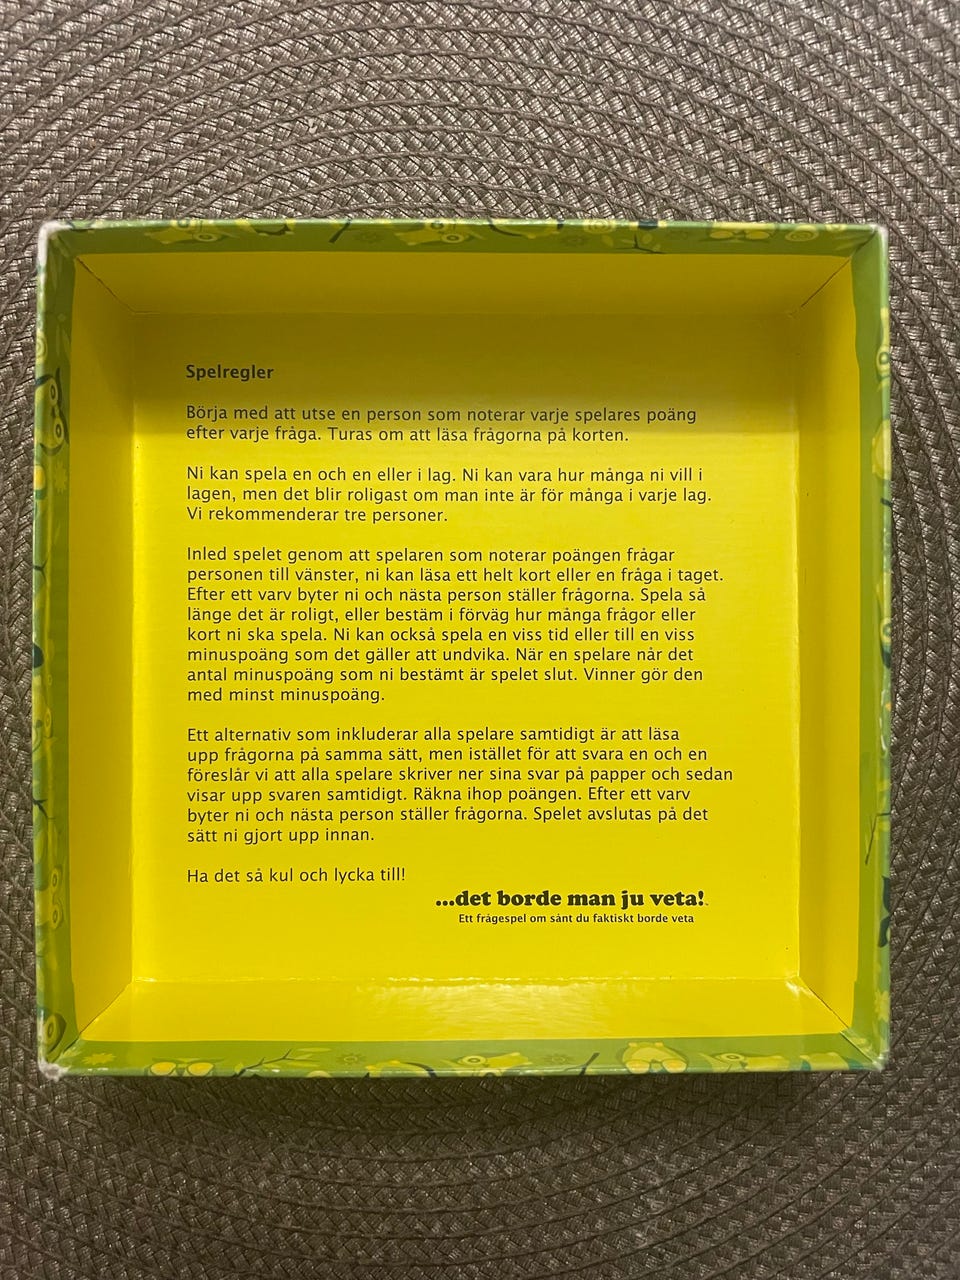 Spelregler
Börja med att utse en person som noterar varje spelares poäng
efter varje fråga. Turas om att läsa frågorna på korten.
Ni kan spela en och en eller i lag. Ni kan vara hur många ni vill i
lagen, men det blir roligast om man inte är för många i varje lag.
Vi rekommenderar tre personer.
Inled spelet genom att spelaren som noterar poängen frågar
personen till vänster, ni kan läsa ett helt kort eller en fråga i taget.
Efter ett varv byter ni och nästa person ställer frågorna. Spela så
länge det är roligt, eller bestäm i förväg hur många frågor eller
kort ni ska spela. Ni kan också spela en viss tid eller till en viss
minuspoäng som det gäller att undvika. När en spelare når det
antal minuspoäng som ni bestämt är spelet slut. Vinner gör den
med minst minuspoäng.
Ett alternativ som inkluderar alla spelare samtidigt är att läsa
upp frågorna på samma sätt, men istället för att svara en och en
föreslår vi att alla spelare skriver ner sina svar på papper och sedan
visar upp svaren samtidigt. Räkna ihop poängen. Efter ett varv
byter ni och nästa person ställer frågorna. Spelet avslutas på det
sätt ni gjort upp innan.
Ha det så kul och lycka till!
...det borde man ju veta!
Ett frågespel om sånt du faktiskt borde veta